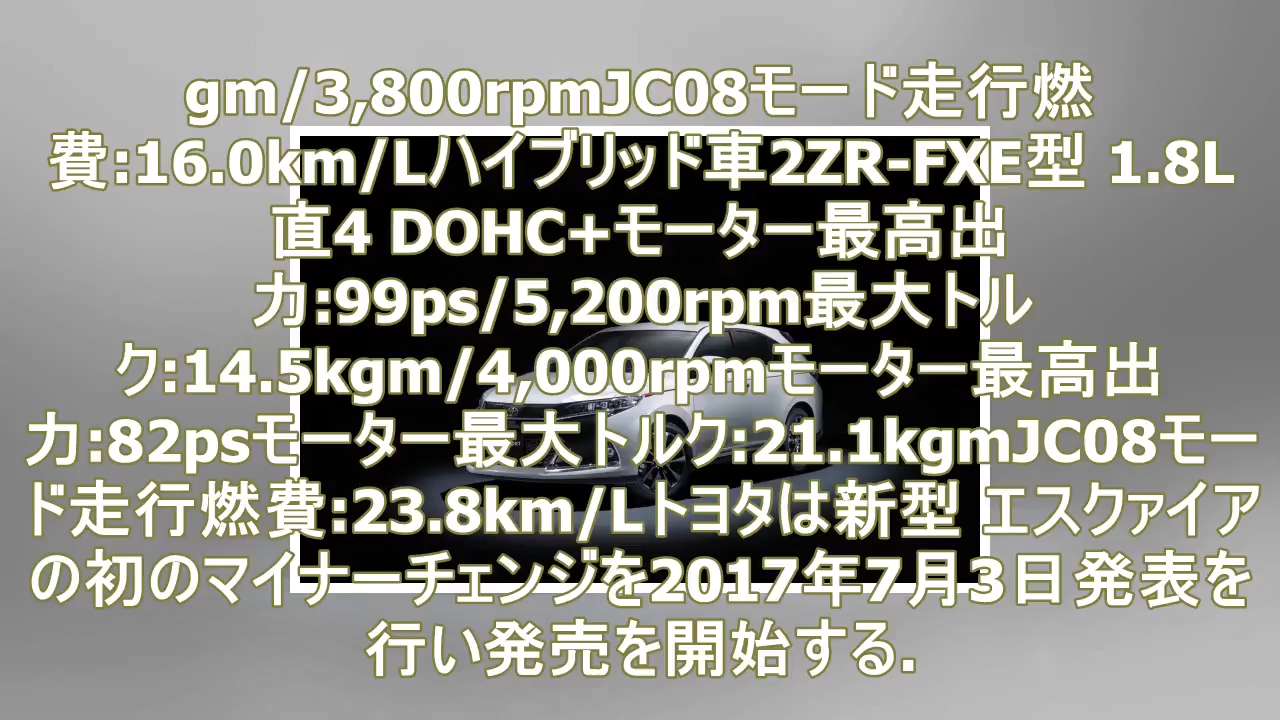 gm/3,800rpmJC08モード走行燃
費:16.0km/Lハイブリッド車2ZR-FXE型 1.8L
直4 DOHC+モーター最高出
力:99ps/5,200rpm最大トル
ク:14.5kgm/4,000rpmモーター最高出
力:82psモーター最大トルク:21.1kgmJC08モー
ド走行燃費:23.8km/Lトヨタは新型 エスクァイア
の初のマイナーチェンジを2017年7月3日発表を
行い発売を開始する.